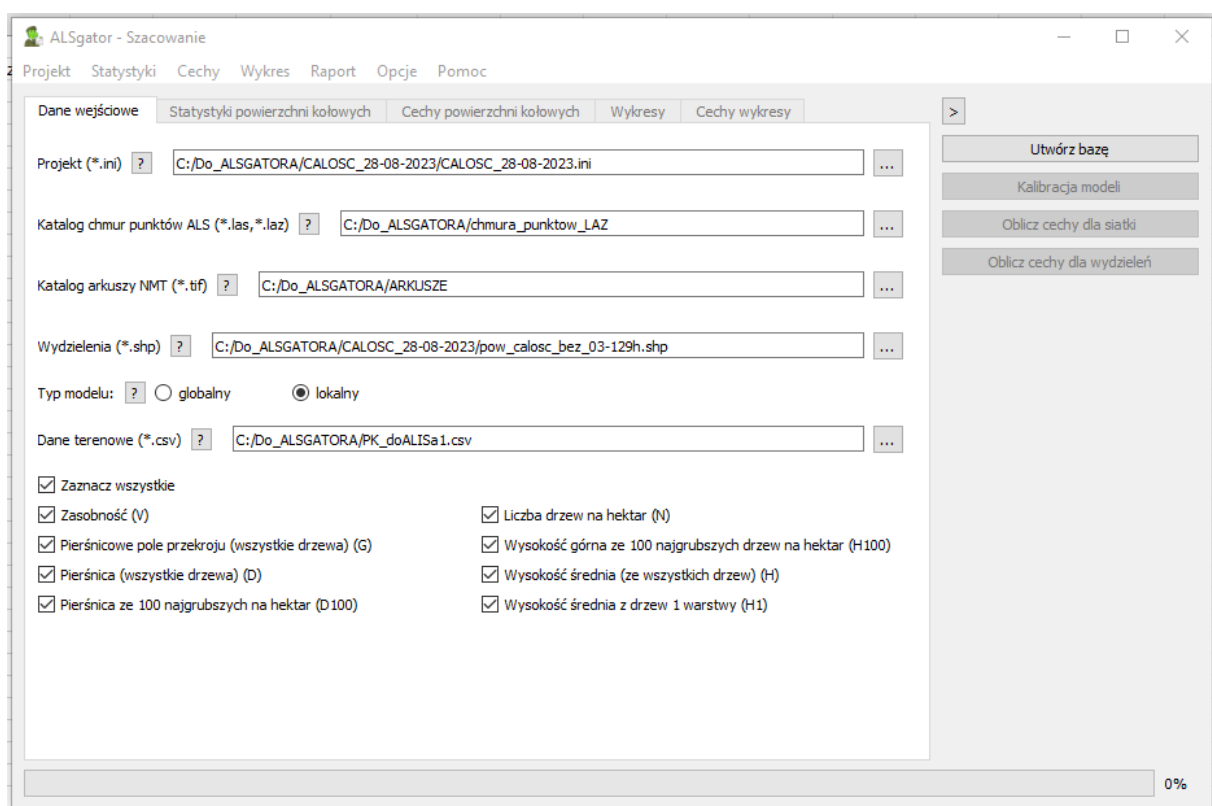 ALSgator - Szacowanie
Projekt Statystyki Cechy Wykres Raport Opcje Pomoc
Dane wejściowe Statystyki powierzchni kołowych Cechy powierzchni kołowych Wykresy Cechy wykresy >
Utwórz bazę
Projekt (*.ini) ? C:/Do_ALSGATORA/CALOSC_28-08-2023/CALOSC_28-08-2023.ini ...
Kalibracja modeli
Katalog chmur punktów ALS (*.las,*.laz) ? C:/Do_ALSGATORA/chmura_punktow_LAZ ...
Oblicz cechy dla siatki
Oblicz cechy dla wydzieleń
Katalog arkuszy NMT (*.tif) ? C:/Do_ALSGATORA/ARKUSZE ...
Wydzielenia (*.shp) ? C:/Do_ALSGATORA/CALOSC_28-08-2023/pow_calosc_bez_03-129h.shp ...
Typ modelu: ? globalny lokalny
Dane terenowe (*.csv) ? C:/Do_ALSGATORA/PK_doALISa1.csv ...
Zaznacz wszystkie
Zasobność (V) Liczba drzew na hektar (N)
Pierśnicowe pole przekroju (wszystkie drzewa) (G) Wysokość górna ze 100 najgrubszych drzew na hektar (H100)
Pierśnica (wszystkie drzewa) (D) Wysokość średnia (ze wszystkich drzew) (H)
Pierśnica ze 100 najgrubszych na hektar (D100) Wysokość średnia z drzew 1 warstwy (H1)
0%